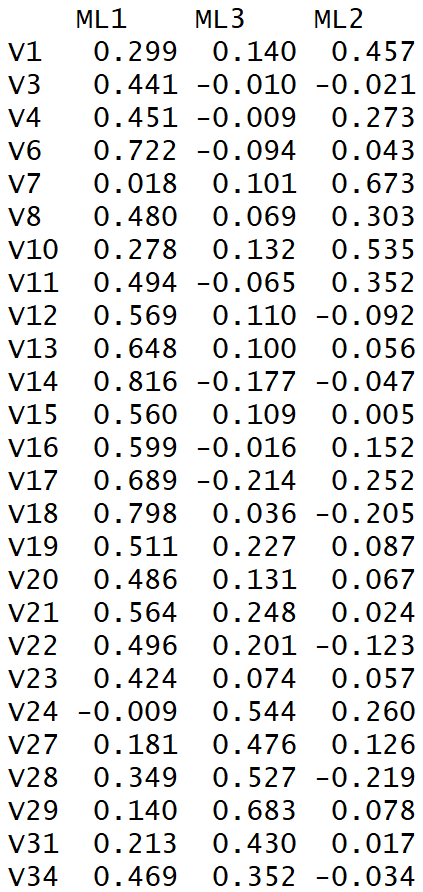 ML1 ML3 ML2
V1 0.299 0.140 0.457
V3 0.441 -0.010 -0.021
V4 0.451 -0.009 0.273
V6 0.722 -0.094 0.043
V7 0.018 0.101 0.673
V8 0.480 0.069 0.303
V10 0.278 0.132 0.535
V11 0.494 -0.065 0.352
V12 0.569 0.110 -0.092
V13 0.648 0.100 0.056
V14 0.816 -0.177 -0.047
V15 0.560 0.109 0.005
V16 0.599 -0.016 0.152
V17 0.689 -0.214 0.252
V18 0.798 0.036 -0.205
V19 0.511 0.227 0.087
V20 0.486 0.131 0.067
V21 0.564 0.248 0.024
V22 0.496 0.201 -0.123
V23 0.424 0.074 0.057
V24 -0.009 0.544 0.260
V27 0.181 0.476 0.126
V28 0.349 0.527 -0.219
V29 0.140 0.683 0.078
V31 0.213 0.430 0.017
V34 0.469 0.352 -0.034